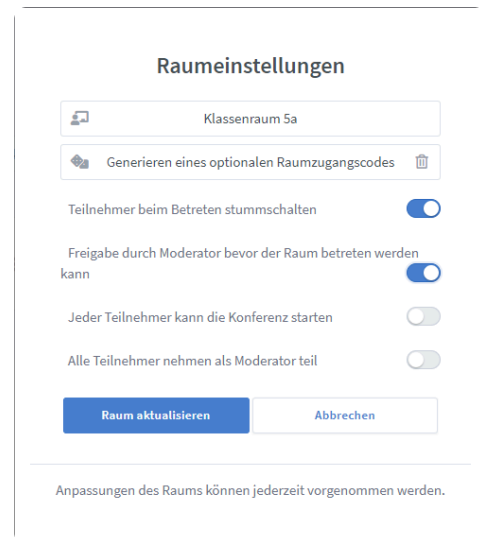 Raumeinstellungen
Klassenraum 5a
Generieren eines optionalen Raumzugangscodes
Teilnehmer beim Betreten stummschalten
Freigabe durch Moderator bevor der Raum betreten werden
kann
Jeder Teilnehmer kann die Konferenz starten
Alle Teilnehmer nehmen als Moderator teil
Raum aktualisieren
Abbrechen
Anpassungen des Raums können jederzeit vorgenommen werden.